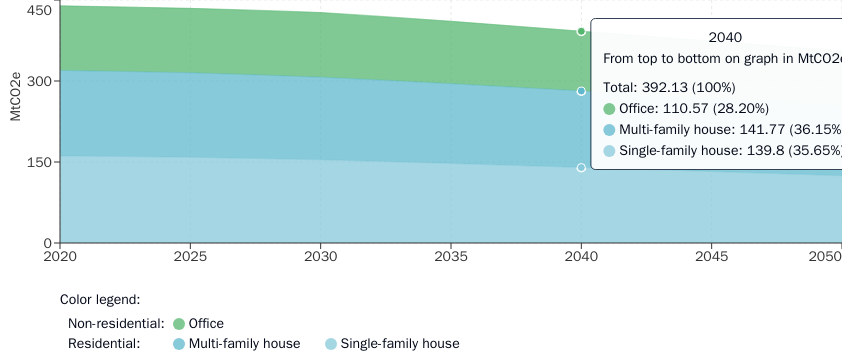 450
2040
From top to bottom on graph in MtCO2e
300
Total: 392.13 (100%)
MtCO2e
Office: 110.57 (28.20%)
Multi-family house: 141.77 (36.15%
150
Single-family house: 139.8 (35.65%)
0
2020 2025 2030 2035 2040 2045 2050
Color legend:
Non-residential: Office
Residential: Multi-family house Single-family house